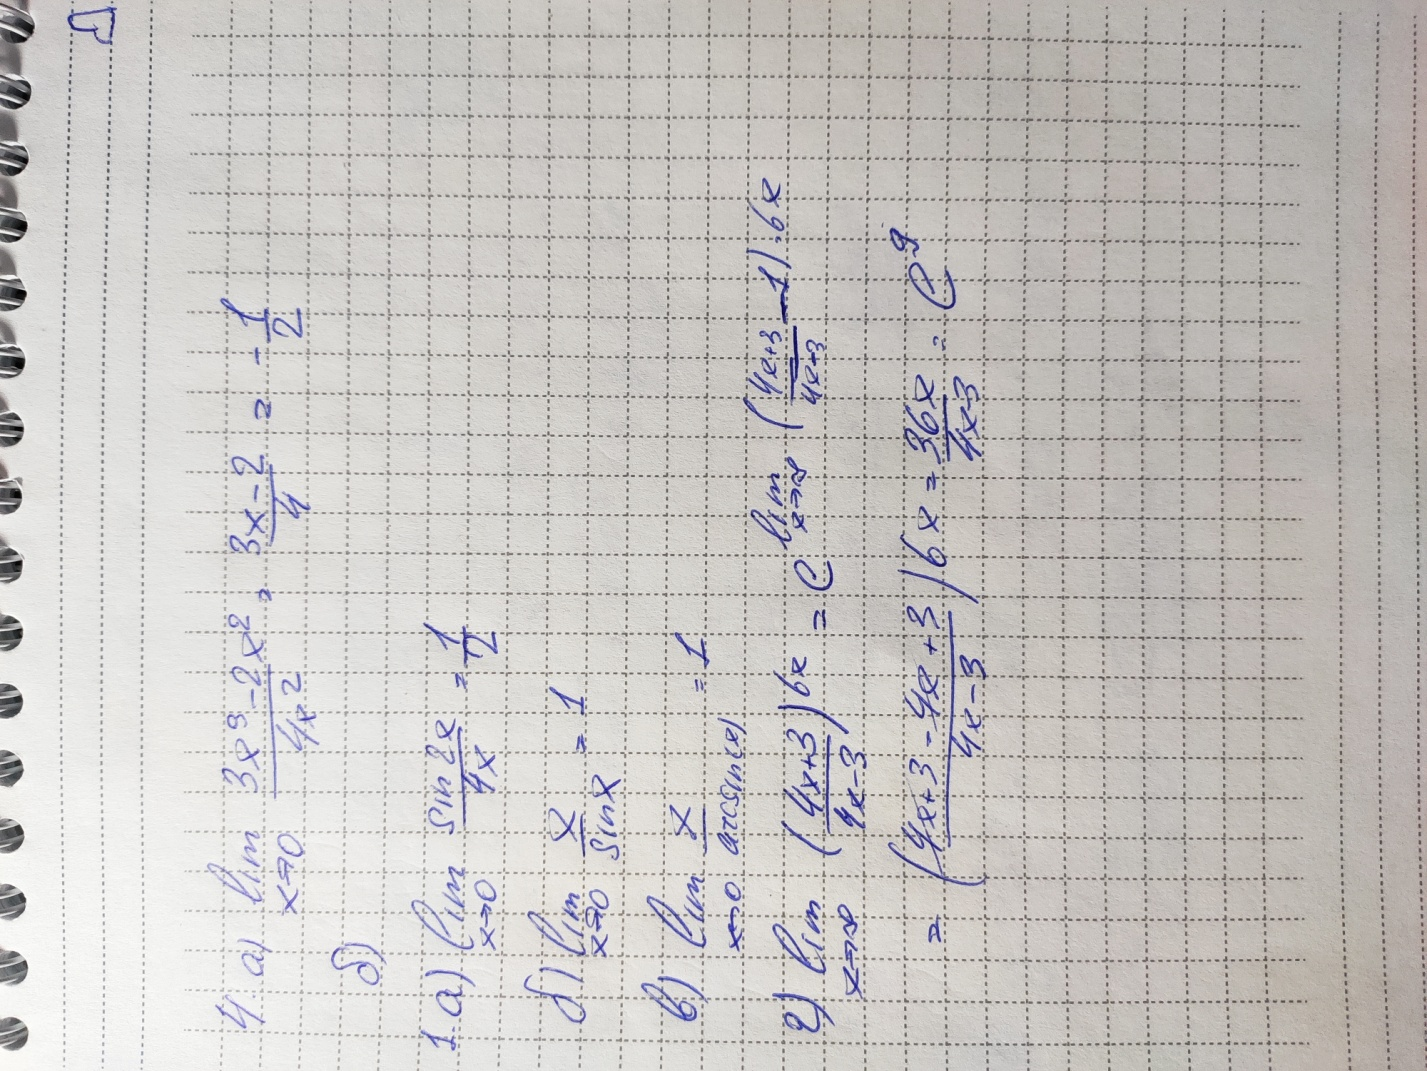 4. а) lim x→0 (3x³-2x²)/(4x²) = (3x-2)/4 = -1/2
б)
1. а) lim x→0 (sin 2x)/(4x) = 1/2
б) lim x→0 x/(sin x) = 1
в) lim x→0 x/(arcsin(x)) = 1
г) lim x→∞ ((4x+3)/(4x-3))^6x = e^(lim x→∞ ((4x+3)/(4x-3) - 1)·6x
= ((4x+3-4x+3)/(4x-3))6x = 36x/(4x-3) = e^9